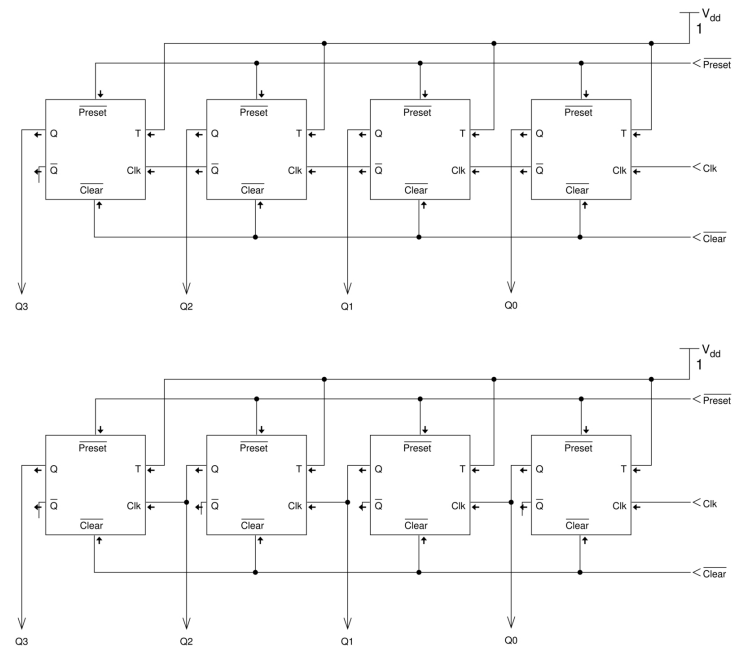 Vdd
1
Preset
Preset Preset Preset Preset
Q T Q T Q T Q T
Q Clk Q Clk Q Clk Q Clk Clk
Clear Clear Clear Clear
Clear
Q3 Q2 Q1 Q0
Vdd
1
Preset
Preset Preset Preset Preset
Q T Q T Q T Q T
Q Clk Q Clk Q Clk Q Clk Clk
Clear Clear Clear Clear
Clear
Q3 Q2 Q1 Q0